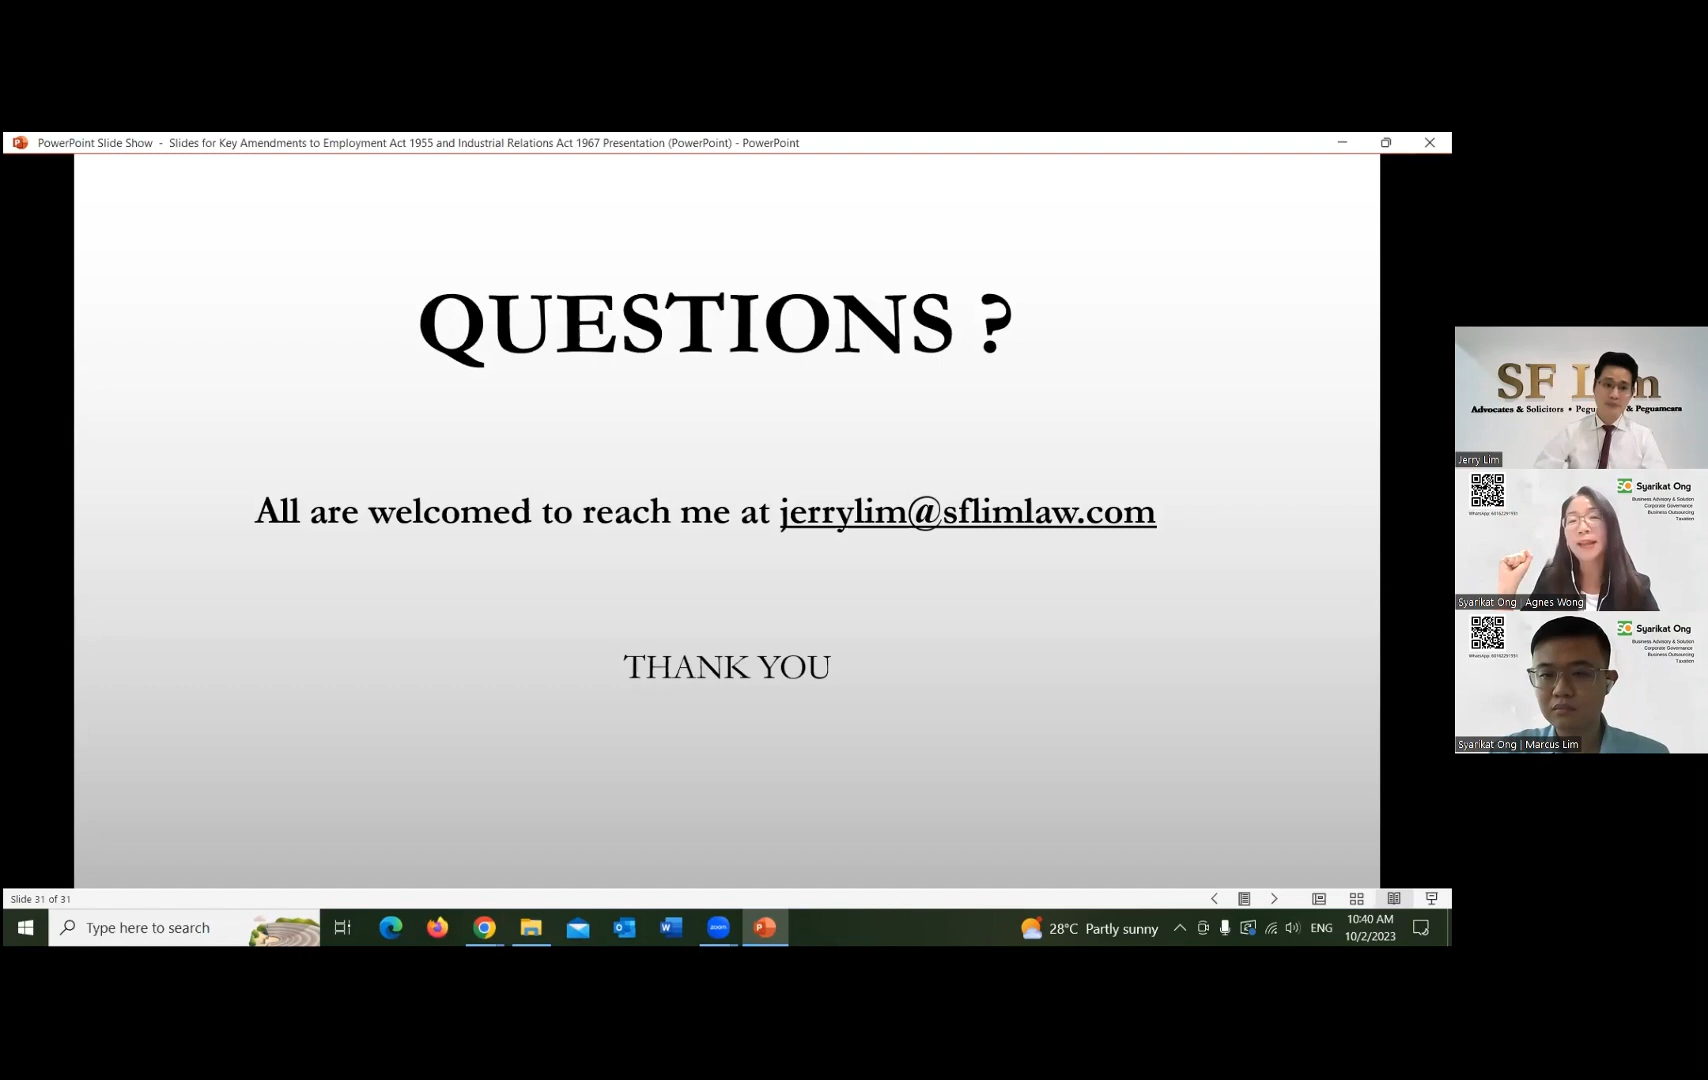 PowerPoint Slide Show - Slides for Key Amendments to Employment Act 1955 and Industrial Relations Act 1967 Presentation (PowerPoint) - PowerPoint
QUESTIONS ?
All are welcomed to reach me at jerrylim@sflimlaw.com
THANK YOU
Slide 31 of 31
Type here to search
zoom
28°C Partly sunny
ENG
10:40 AM
10/2/2023
SF
Advocates & Solicitors • & Peguamcara
Jerry Lim
Syarikat Ong
Business Advisory & Solution
Corporate Governance
Business Outsourcing
Taxation
Syarikat Ong | Agnes Wong
Syarikat Ong
Business Advisory & Solution
Corporate Governance
Business Outsourcing
Taxation
Syarikat Ong | Marcus Lim